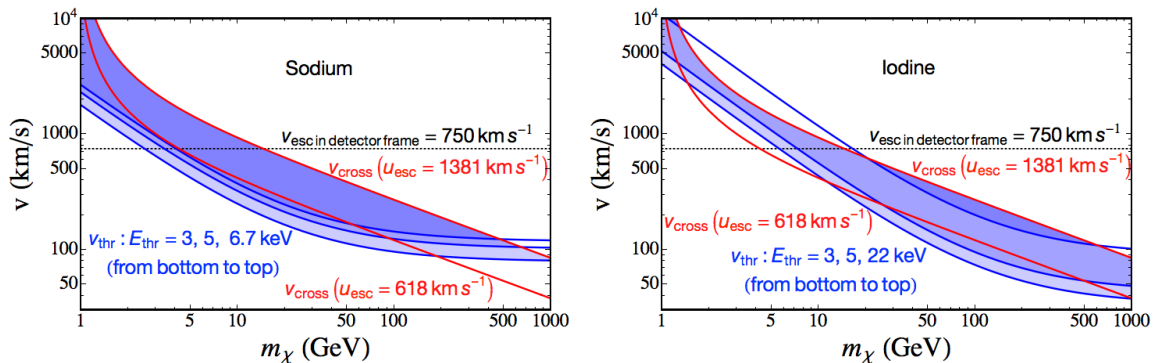 Sodium
v (km/s)
10⁴
5000
1000
500
100
50
v_esc in detector frame = 750 km s⁻¹
v_cross (u_esc = 1381 km s⁻¹)
v_thr : E_thr = 3, 5, 6.7 keV
(from bottom to top)
v_cross (u_esc = 618 km s⁻¹)
1 5 10 50 100 500 1000
m_χ (GeV)
Iodine
v (km/s)
10⁴
5000
1000
500
100
50
v_esc in detector frame = 750 km s⁻¹
v_cross (u_esc = 1381 km s⁻¹)
v_cross (u_esc = 618 km s⁻¹)
v_thr : E_thr = 3, 5, 22 keV
(from bottom to top)
1 5 10 50 100 500 1000
m_χ (GeV)